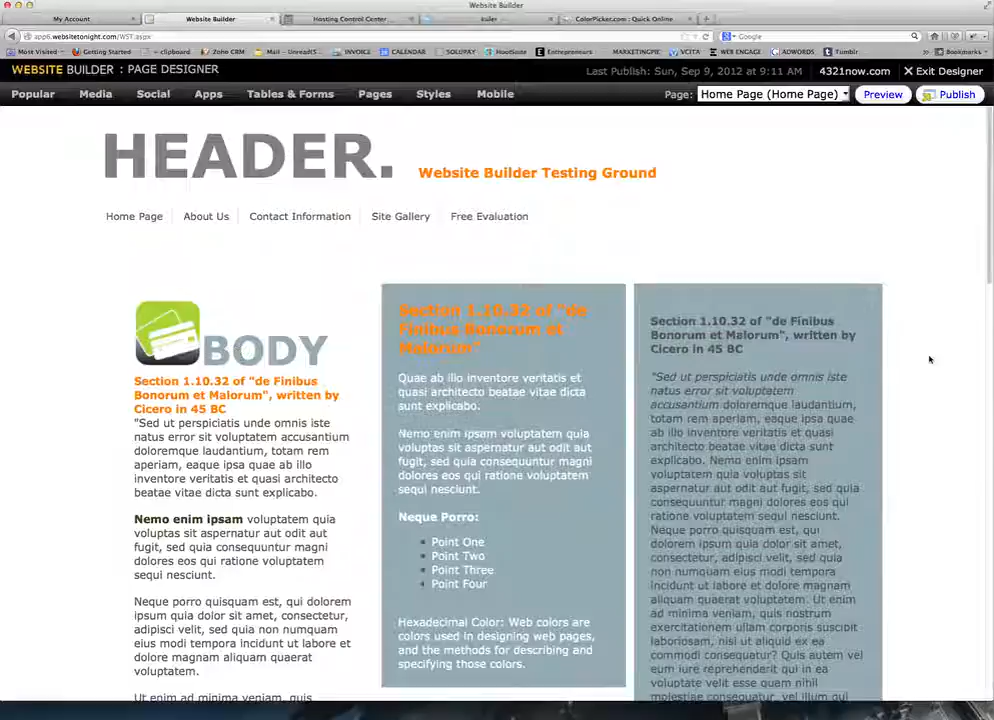 Website Builder
My Account
Website Builder
Hosting Control Center
ColorPicker.com : Quick Online
app6.websitetonight.com/WST.aspx
Google
Most Visited
Getting Started
clipboard
Zoho CRM
INVOICE
CALENDAR
SOLUPAY
HootSuite
Entrepreneurs
MARKETINGPIE
VCITA
WEB ENGAGE
ADWORDS
Tumblr
Bookmarks
WEBSITE BUILDER : PAGE DESIGNER
Last Publish: Sun, Sep 9, 2012 at 9:11 AM
4321now.com
Exit Designer
Popular
Media
Social
Apps
Tables & Forms
Pages
Styles
Mobile
Page:
Home Page (Home Page)
Preview
Publish
HEADER.
Website Builder Testing Ground
Home Page
About Us
Contact Information
Site Gallery
Free Evaluation
BODY
Section 1.10.32 of "de Finibus
Bonorum et Malorum", written by
Cicero in 45 BC
"Sed ut perspiciatis unde omnis iste
natus error sit voluptatem accusantium
doloremque laudantium, totam rem
aperiam, eaque ipsa quae ab illo
inventore veritatis et quasi architecto
beatae vitae dicta sunt explicabo.
Nemo enim ipsam voluptatem quia
voluptas sit aspernatur aut odit aut
fugit, sed quia consequuntur magni
dolores eos qui ratione voluptatem
sequi nesciunt.
Neque porro quisquam est, qui dolorem
ipsum quia dolor sit amet, consectetur,
adipisci velit, sed quia non numquam
eius modi tempora incidunt ut labore et
dolore magnam aliquam quaerat
voluptatem.
Ut enim ad minima veniam, quis
Section 1.10.32 of "de
Finibus Bonorum et
Malorum"
Quae ab illo inventore veritatis et
quasi architecto beatae vitae dicta
sunt explicabo.
Nemo enim ipsam voluptatem quia
voluptas sit aspernatur aut odit aut
fugit, sed quia consequuntur magni
dolores eos qui ratione voluptatem
sequi nesciunt.
Neque Porro:
Point One
Point Two
Point Three
Point Four
Hexadecimal Color: Web colors are
colors used in designing web pages,
and the methods for describing and
specifying those colors.
Section 1.10.32 of "de Finibus
Bonorum et Malorum", written by
Cicero in 45 BC
"Sed ut perspiciatis unde omnis iste
natus error sit voluptatem
accusantium doloremque laudantium,
totam rem aperiam, eaque ipsa quae
ab illo inventore veritatis et quasi
architecto beatae vitae dicta sunt
explicabo. Nemo enim ipsam
voluptatem quia voluptas sit
aspernatur aut odit aut fugit, sed quia
consequuntur magni dolores eos qui
ratione voluptatem sequi nesciunt.
Neque porro quisquam est, qui
dolorem ipsum quia dolor sit amet,
consectetur, adipisci velit, sed quia
non numquam eius modi tempora
incidunt ut labore et dolore magnam
aliquam quaerat voluptatem. Ut enim
ad minima veniam, quis nostrum
exercitationem ullam corporis suscipit
laboriosam, nisi ut aliquid ex ea
commodi consequatur? Quis autem vel
eum iure reprehenderit qui in ea
voluptate velit esse quam nihil
molestiae consequatur, vel illum qui